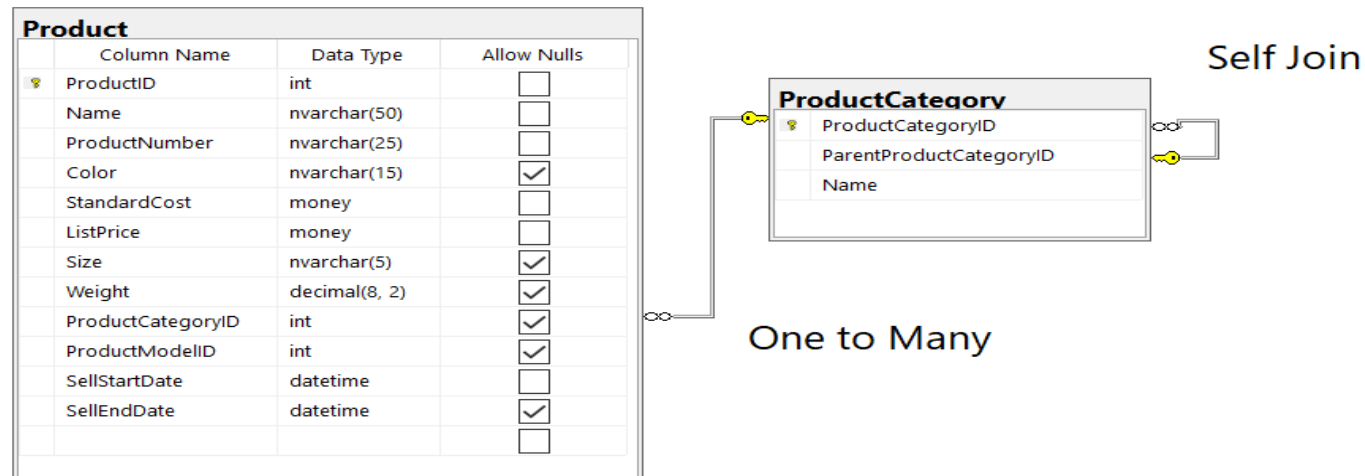 Product
Column Name Data Type Allow Nulls
ProductID int
Name nvarchar(50)
ProductNumber nvarchar(25)
Color nvarchar(15)
StandardCost money
ListPrice money
Size nvarchar(5)
Weight decimal(8, 2)
ProductCategoryID int
ProductModelID int
SellStartDate datetime
SellEndDate datetime
Self Join
ProductCategory
ProductCategoryID
ParentProductCategoryID
Name
One to Many